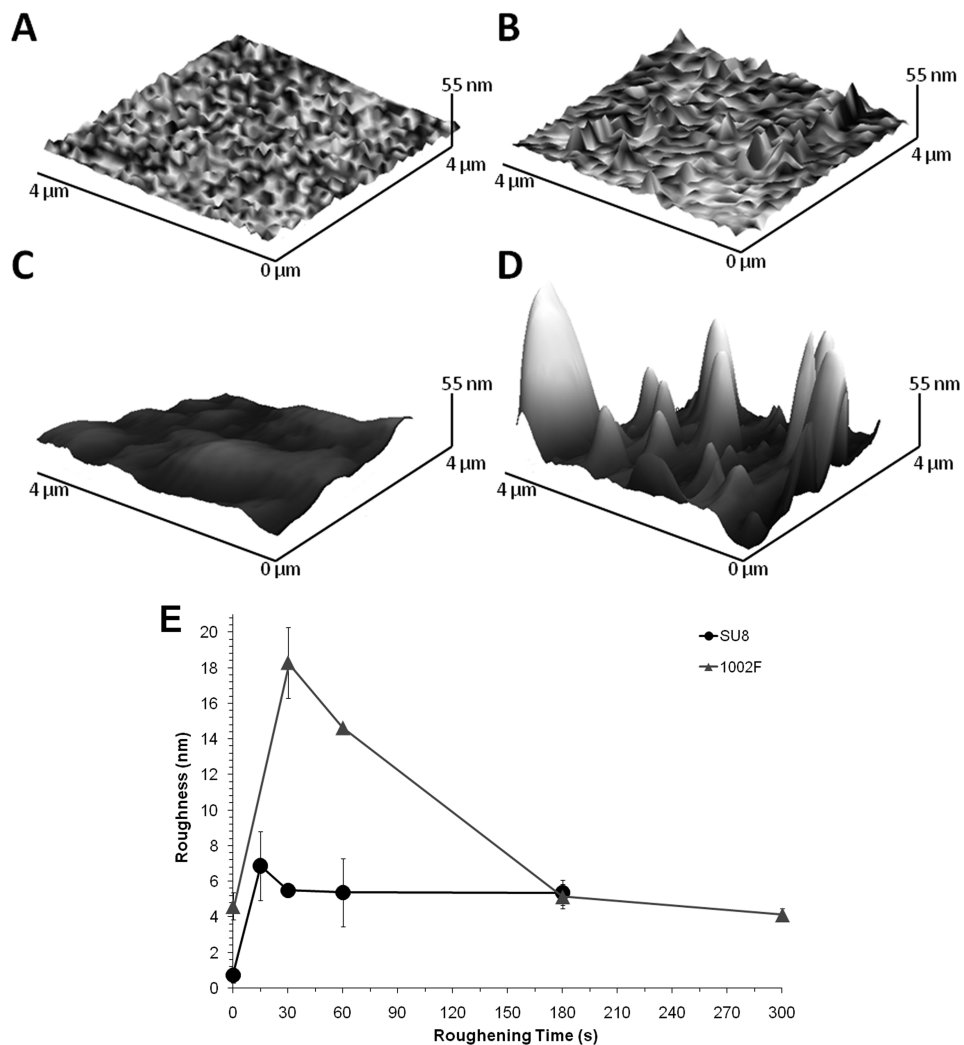 A
B
55 nm
55 nm
4 µm
4 µm
4 µm
4 µm
0 µm
0 µm
C
D
55 nm
55 nm
4 µm
4 µm
4 µm
4 µm
0 µm
0 µm
E
SU8
1002F
20
18
16
14
12
10
8
6
4
2
0
Roughness (nm)
0 30 60 90 120 150 180 210 240 270 300
Roughening Time (s)